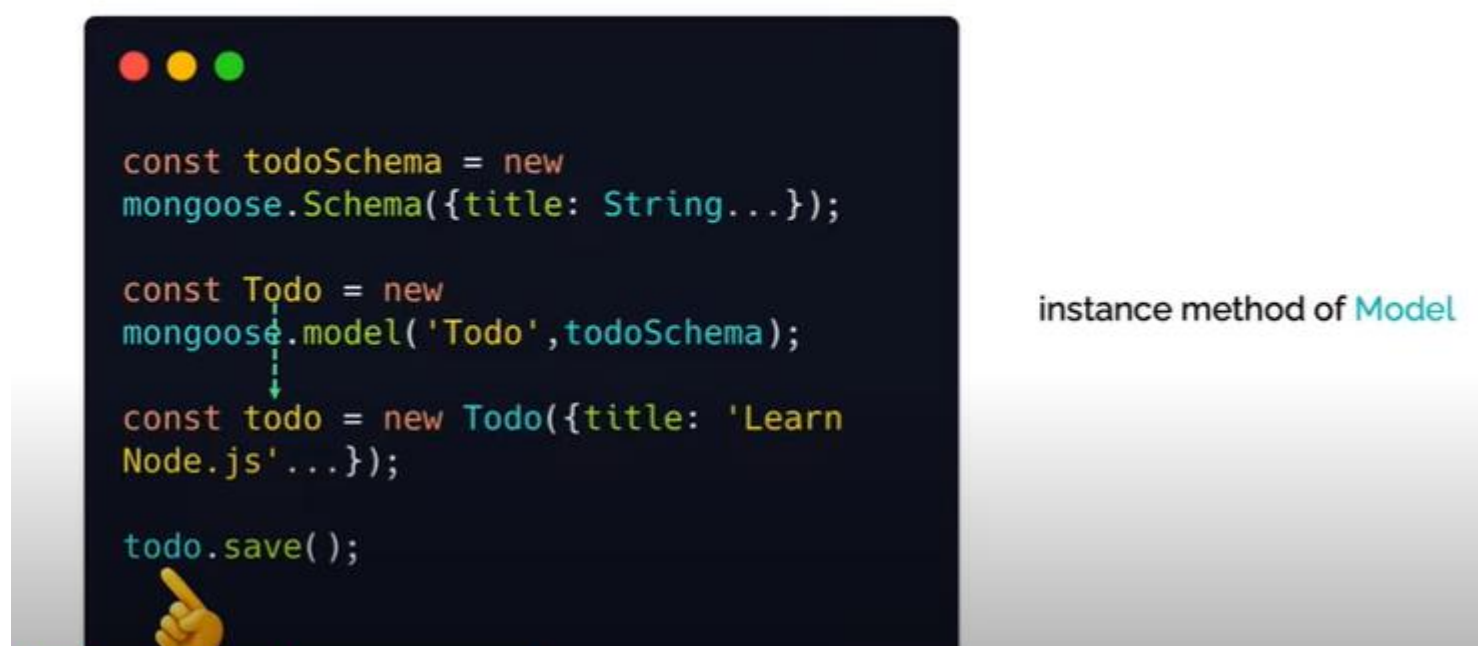 const todoSchema = new
mongoose.Schema({title: String...});
const Todo = new
mongoose.model('Todo',todoSchema);
const todo = new Todo({title: 'Learn
Node.js'...});
todo.save();
instance method of Model